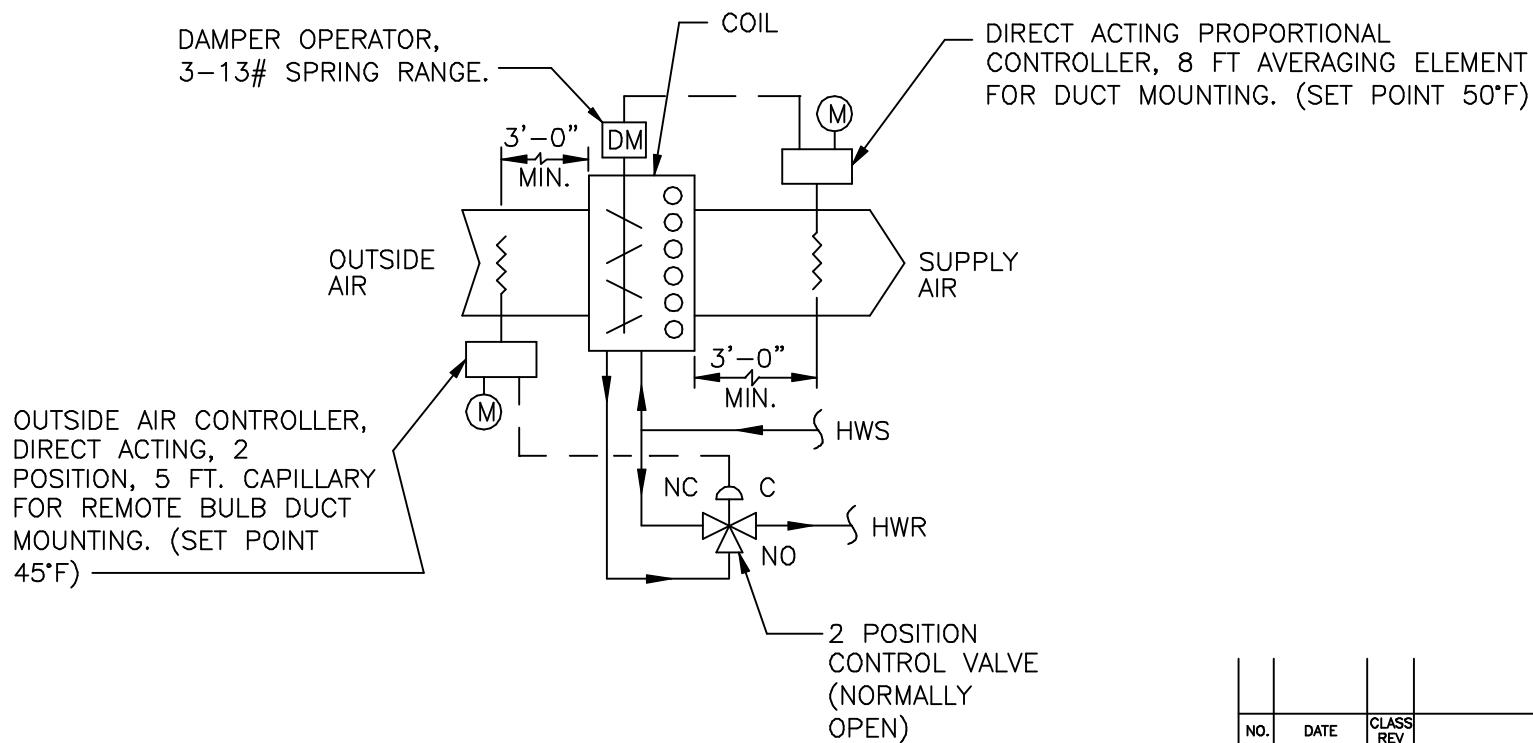 DAMPER OPERATOR,
3-13# SPRING RANGE.
COIL
DIRECT ACTING PROPORTIONAL
CONTROLLER, 8 FT AVERAGING ELEMENT
FOR DUCT MOUNTING. (SET POINT 50°F)
M
DM
3'-0"
MIN.
OUTSIDE
AIR
SUPPLY
AIR
3'-0"
MIN.
M
OUTSIDE AIR CONTROLLER,
DIRECT ACTING, 2
POSITION, 5 FT. CAPILLARY
FOR REMOTE BULB DUCT
MOUNTING. (SET POINT
45°F)
HWS
NC C
HWR
NO
2 POSITION
CONTROL VALVE
(NORMALLY
OPEN)
NO. DATE CLASS
REV